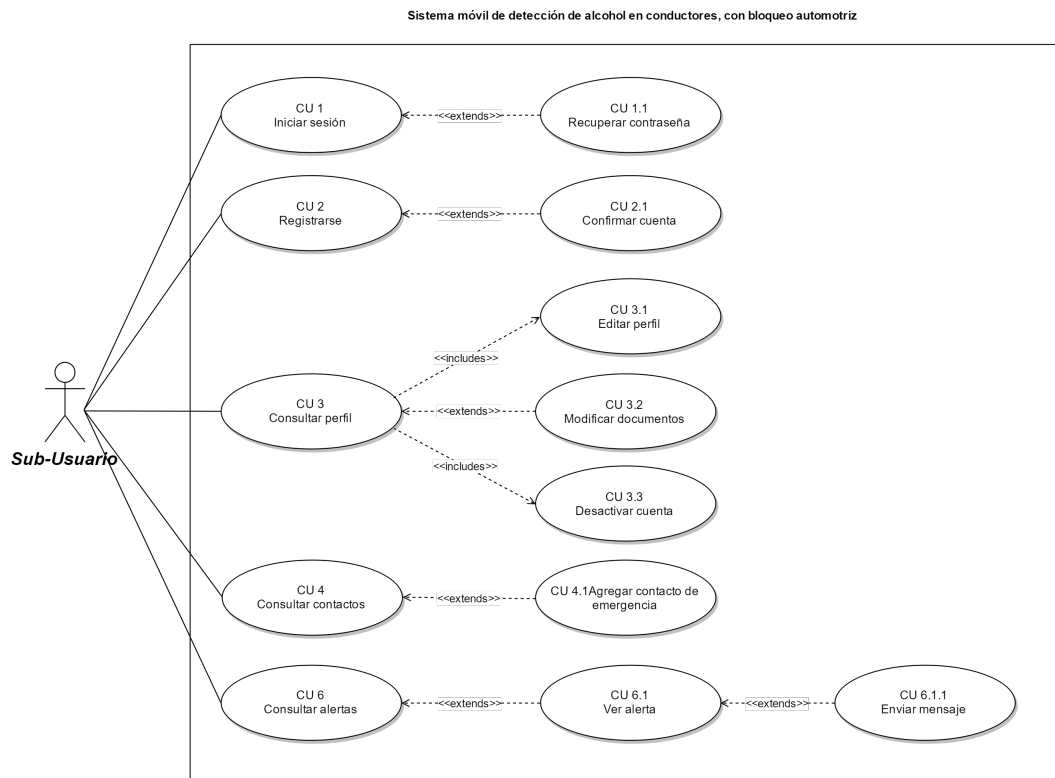 Sistema móvil de detección de alcohol en conductores, con bloqueo automotriz
CU 1
Iniciar sesión
<<extends>>
CU 1.1
Recuperar contraseña
CU 2
Registrarse
<<extends>>
CU 2.1
Confirmar cuenta
CU 3.1
Editar perfil
<<includes>>
CU 3
Consultar perfil
<<extends>>
CU 3.2
Modificar documentos
Sub-Usuario
<<includes>>
CU 3.3
Desactivar cuenta
CU 4
Consultar contactos
<<extends>>
CU 4.1Agregar contacto de
emergencia
CU 6
Consultar alertas
<<extends>>
CU 6.1
Ver alerta
<<extends>>
CU 6.1.1
Enviar mensaje